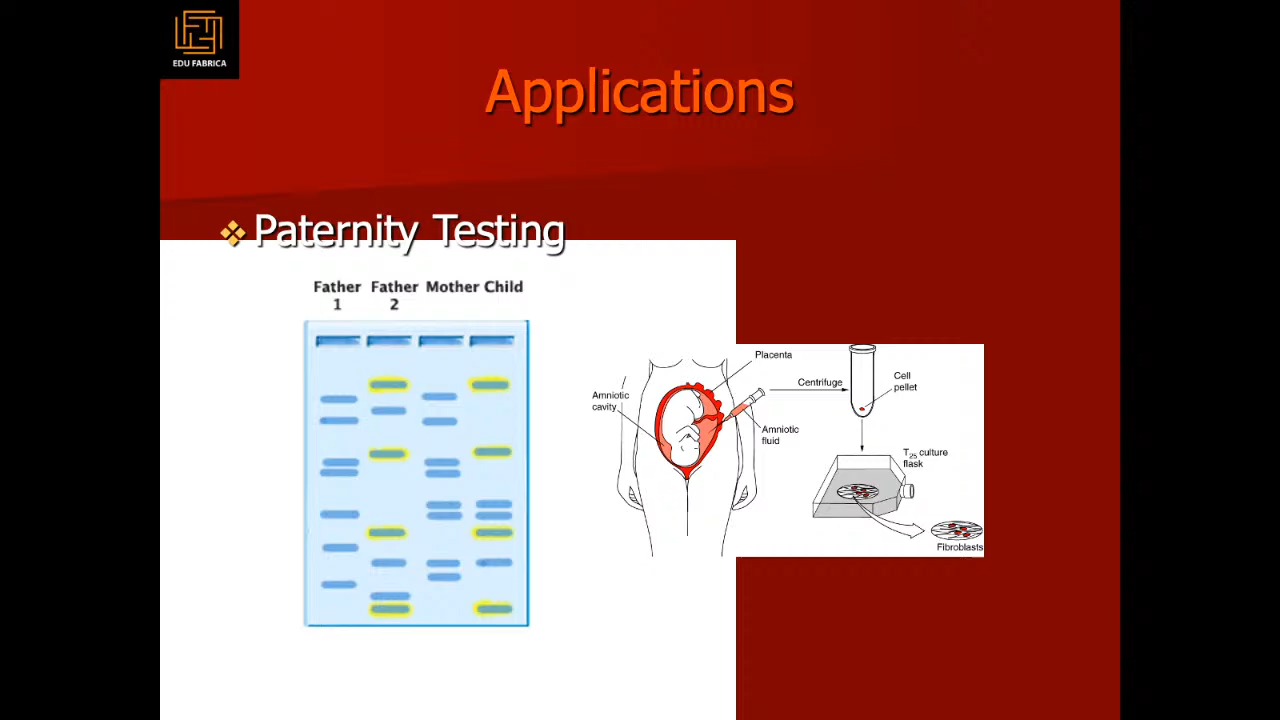 EDU FABRICA
Applications
Paternity Testing
Father Father Mother Child
1 2
Placenta
Amniotic
cavity
Centrifuge
Cell
pellet
Amniotic
fluid
T25 culture
flask
Fibroblasts